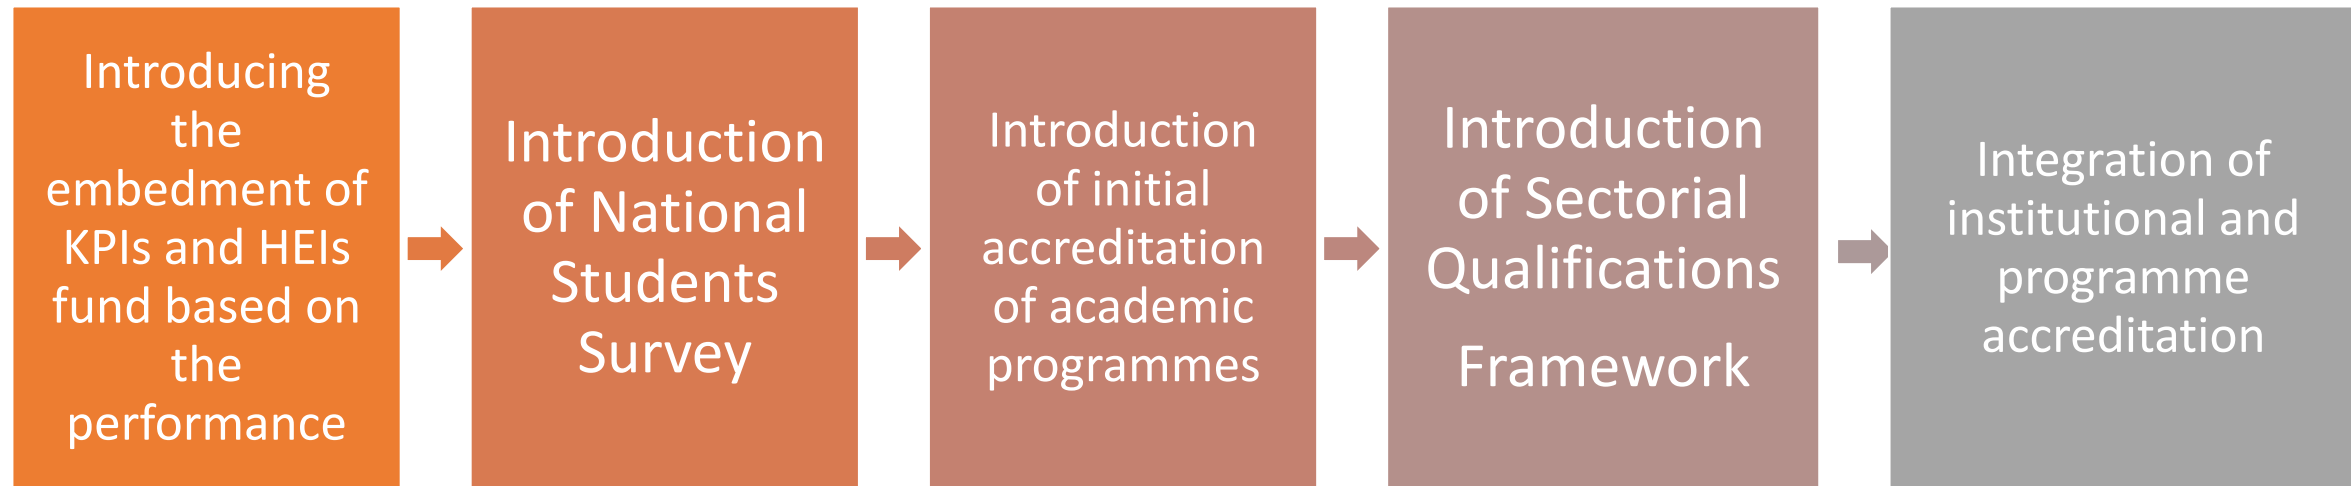 Introducing
the
embedment of
KPIs and HEIs
fund based on
the
performance
Introduction
of National
Students
Survey
Introduction
of initial
accreditation
of academic
programmes
Introduction
of Sectorial
Qualifications
Framework
Integration of
institutional and
programme
accreditation